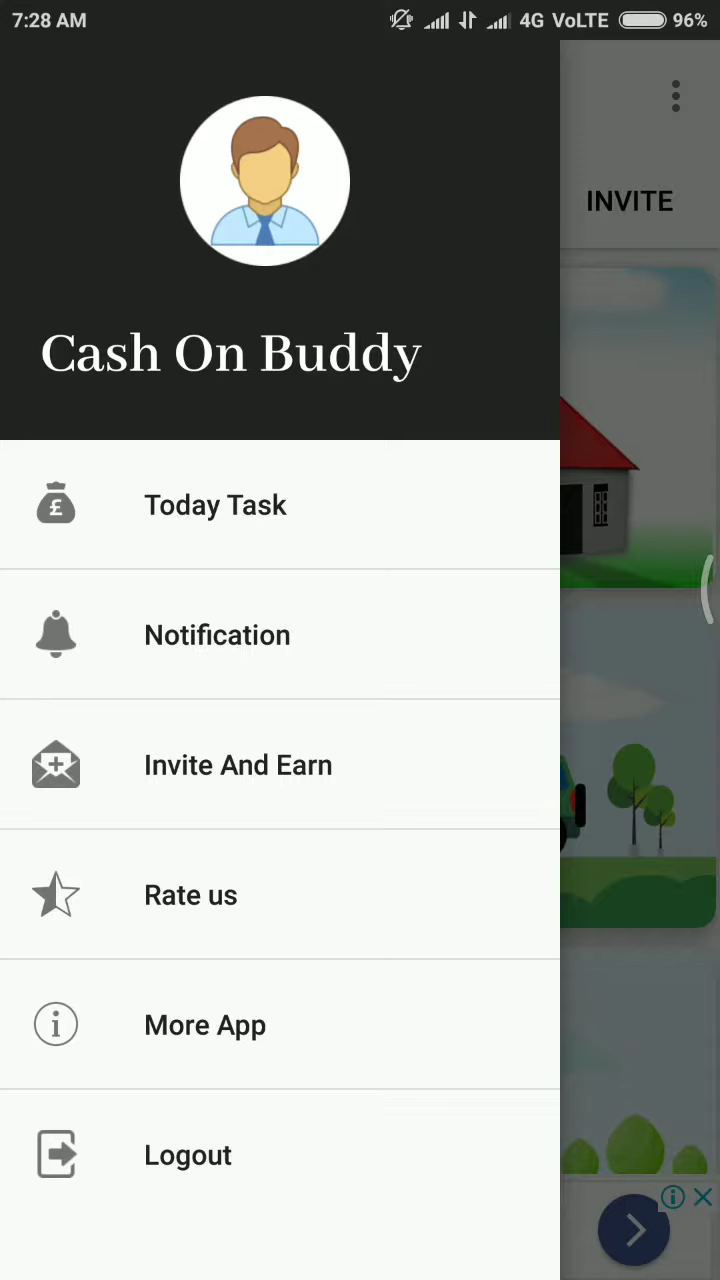 7:28 AM 4G VoLTE 96%
INVITE
Cash On Buddy
£ Today Task
Notification
Invite And Earn
Rate us
i More App
Logout